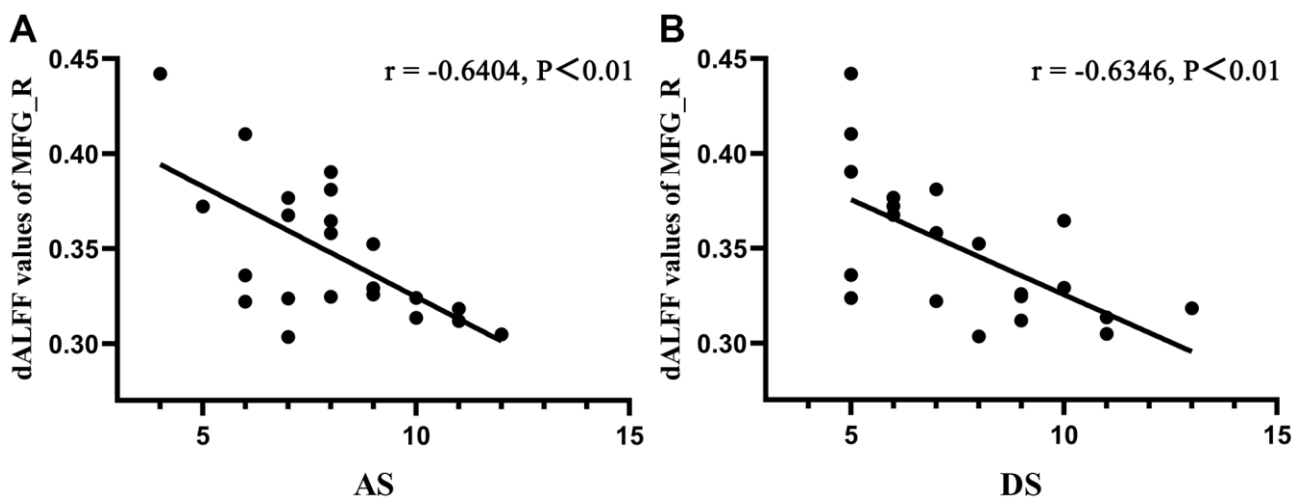 A
r = -0.6404, P＜0.01
dALFF values of MFG_R
0.45
0.40
0.35
0.30
5
10
15
AS
B
r = -0.6346, P＜0.01
dALFF values of MFG_R
0.45
0.40
0.35
0.30
5
10
15
DS